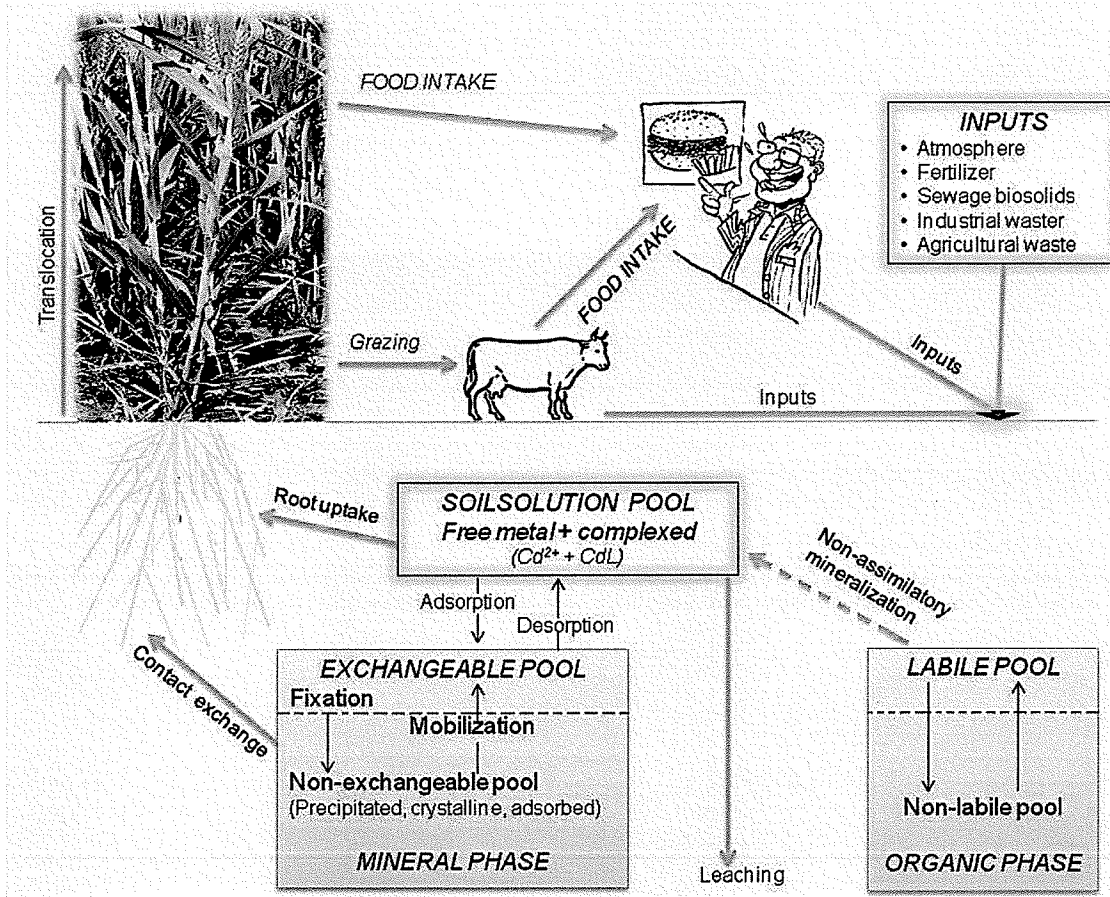 FOOD INTAKE
INPUTS
• Atmosphere
• Fertilizer
• Sewage biosolids
• Industrial waster
• Agricultural waste
Translocation
FOOD INTAKE
Grazing
Inputs
Inputs
SOILSOLUTION POOL
Free metal + complexed
(Cd²⁺ + CdL)
Root uptake
Non-assimilatory
mineralization
Adsorption
Desorption
Contact exchange
EXCHANGEABLE POOL
Fixation
Mobilization
Non-exchangeable pool
(Precipitated, crystalline, adsorbed)
MINERAL PHASE
Leaching
LABILE POOL
Non-labile pool
ORGANIC PHASE